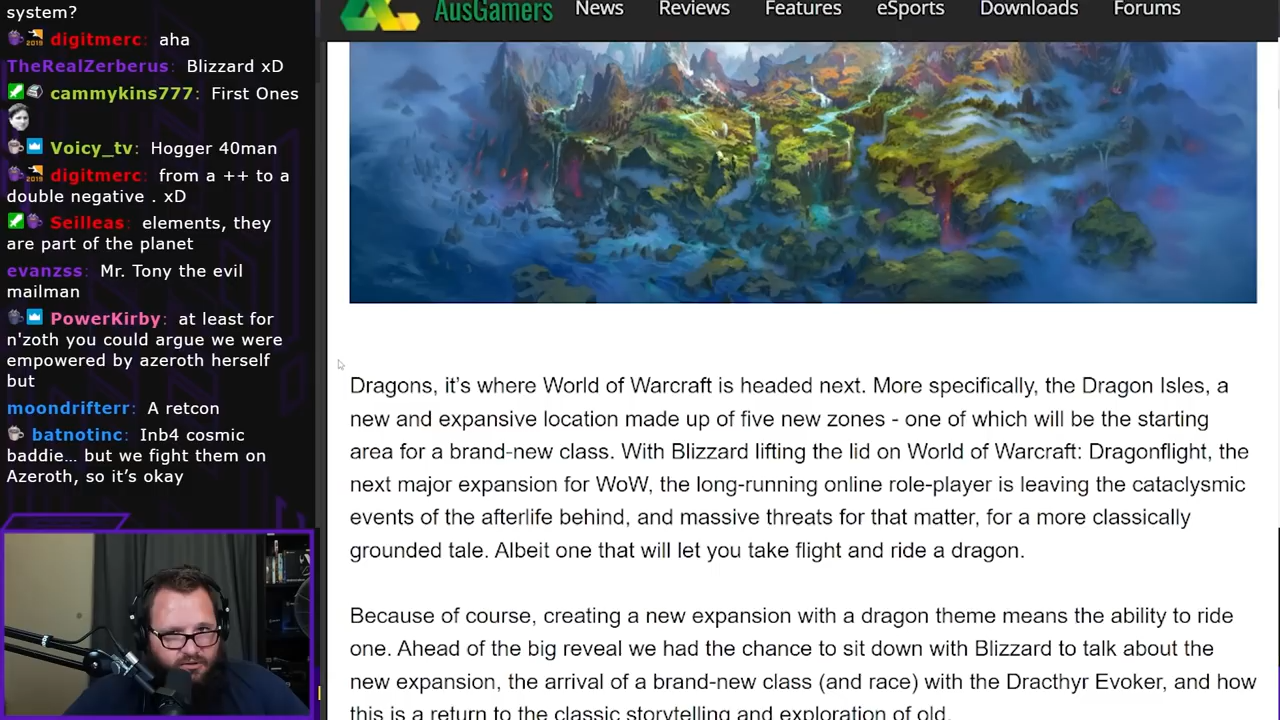 system?
digitmerc: aha
TheRealZerberus: Blizzard xD
cammykins777: First Ones
Voicy_tv: Hogger 40man
digitmerc: from a ++ to a
double negative . xD
Seilleas: elements, they
are part of the planet
evanzss: Mr. Tony the evil
mailman
PowerKirby: at least for
n'zoth you could argue we were
empowered by azeroth herself
but
moondrifterr: A retcon
batnotinc: Inb4 cosmic
baddie... but we fight them on
Azeroth, so it's okay
AusGamers News Reviews Features eSports Downloads Forums
Dragons, it's where World of Warcraft is headed next. More specifically, the Dragon Isles, a
new and expansive location made up of five new zones - one of which will be the starting
area for a brand-new class. With Blizzard lifting the lid on World of Warcraft: Dragonflight, the
next major expansion for WoW, the long-running online role-player is leaving the cataclysmic
events of the afterlife behind, and massive threats for that matter, for a more classically
grounded tale. Albeit one that will let you take flight and ride a dragon.
Because of course, creating a new expansion with a dragon theme means the ability to ride
one. Ahead of the big reveal we had the chance to sit down with Blizzard to talk about the
new expansion, the arrival of a brand-new class (and race) with the Dracthyr Evoker, and how
this is a return to the classic storytelling and exploration of old.